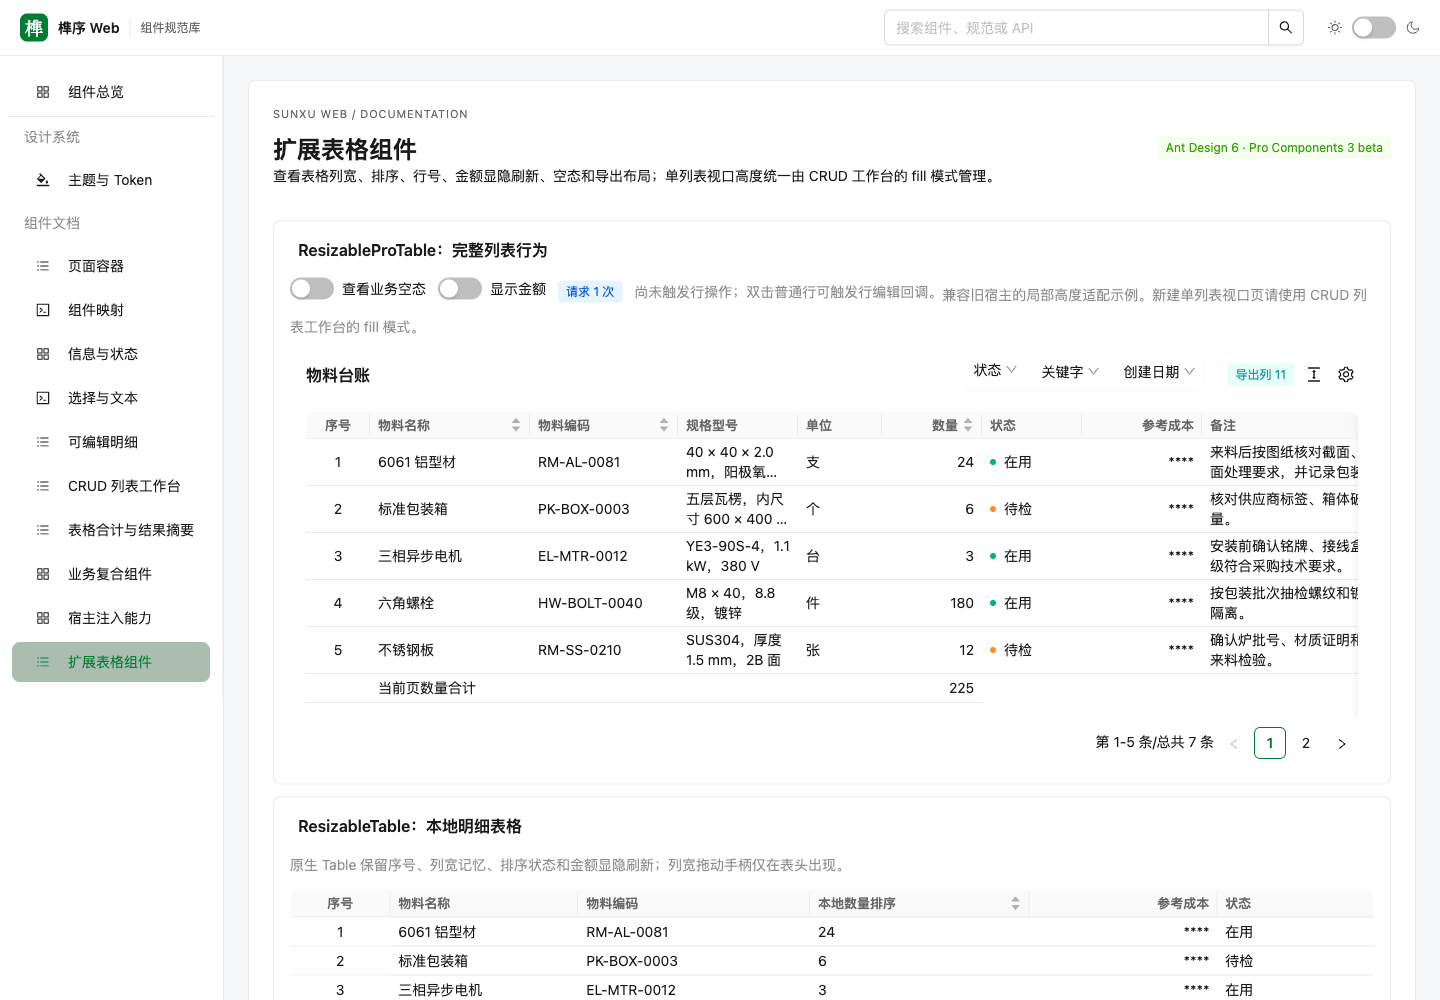 榫 榫序 Web 组件规范库
搜索组件、规范或 API
组件总览
设计系统
主题与 Token
组件文档
页面容器
组件映射
信息与状态
选择与文本
可编辑明细
CRUD 列表工作台
表格合计与结果摘要
业务复合组件
宿主注入能力
扩展表格组件
SUNXU WEB / DOCUMENTATION
扩展表格组件
Ant Design 6 · Pro Components 3 beta
查看表格列宽、排序、行号、金额显隐刷新、空态和导出布局；单列表视口高度统一由 CRUD 工作台的 fill 模式管理。
ResizableProTable：完整列表行为
查看业务空态 显示金额 请求 1 次 尚未触发行操作；双击普通行可触发行编辑回调。兼容旧宿主的局部高度适配示例。新建单列表视口页请使用 CRUD 列
表工作台的 fill 模式。
物料台账 状态 关键字 创建日期 导出列 11
序号 物料名称 物料编码 规格型号 单位 数量 状态 参考成本 备注
1 6061 铝型材 RM-AL-0081 40 × 40 × 2.0 支 24 在用 **** 来料后按图纸核对截面、
mm，阳极氧... 面处理要求，并记录包装
2 标准包装箱 PK-BOX-0003 五层瓦楞，内尺 个 6 待检 **** 核对供应商标签、箱体破
寸 600 × 400 ... 量。
3 三相异步电机 EL-MTR-0012 YE3-90S-4，1.1 台 3 在用 **** 安装前确认铭牌、接线盒
kW，380 V 级符合采购技术要求。
4 六角螺栓 HW-BOLT-0040 M8 × 40，8.8 件 180 在用 **** 按包装批次抽检螺纹和镀
级，镀锌 隔离。
5 不锈钢板 RM-SS-0210 SUS304，厚度 张 12 待检 **** 确认炉批号、材质证明和
1.5 mm，2B 面 来料检验。
当前页数量合计 225
第 1-5 条/总共 7 条 < 1 2 >
ResizableTable：本地明细表格
原生 Table 保留序号、列宽记忆、排序状态和金额显隐刷新；列宽拖动手柄仅在表头出现。
序号 物料名称 物料编码 本地数量排序 参考成本 状态
1 6061 铝型材 RM-AL-0081 24 **** 在用
2 标准包装箱 PK-BOX-0003 6 **** 待检
3 三相异步电机 EL-MTR-0012 3 **** 在用